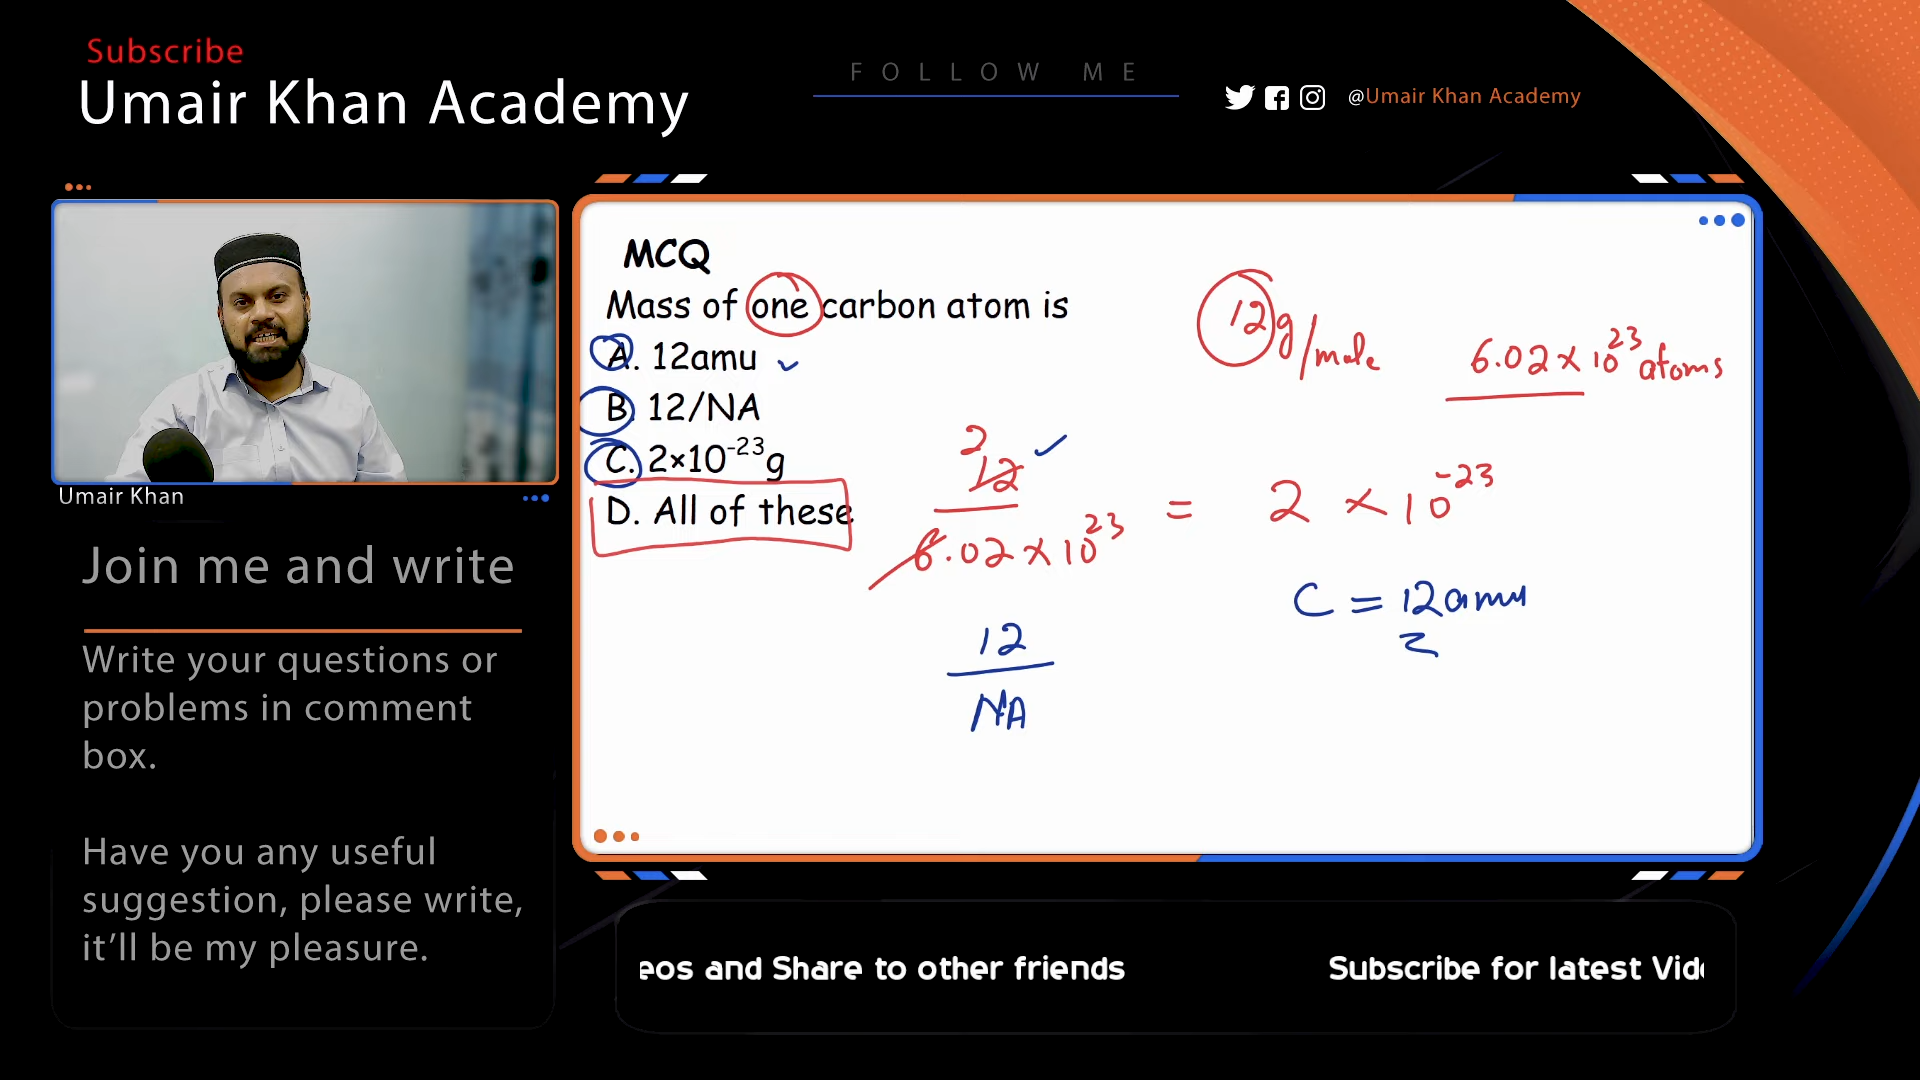 Subscribe
Umair Khan Academy
FOLLOW ME
@Umair Khan Academy
Umair Khan
Join me and write
Write your questions or
problems in comment
box.
Have you any useful
suggestion, please write,
it'll be my pleasure.
MCQ
Mass of one carbon atom is
A. 12amu
B. 12/NA
C. 2×10⁻²³g
D. All of these
12g/mole
6.02×10²³ atoms
2
12
6.02×10²³
= 2 × 10⁻²³
C = 12amu
12
NA
eos and Share to other friends
Subscribe for latest Vid